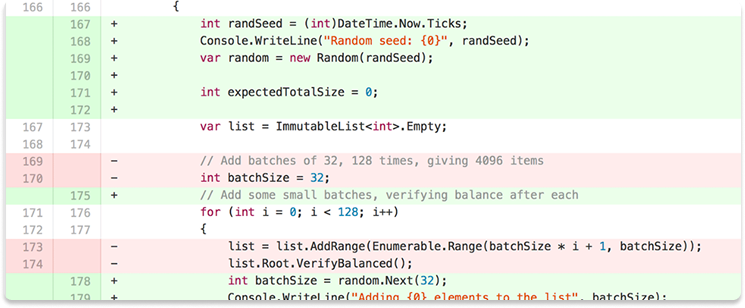 166 166 {
167 + int randSeed = (int)DateTime.Now.Ticks;
168 + Console.WriteLine("Random seed: {0}", randSeed);
169 + var random = new Random(randSeed);
170 +
171 + int expectedTotalSize = 0;
172 +
167 173 var list = ImmutableList<int>.Empty;
168 174
169 - // Add batches of 32, 128 times, giving 4096 items
170 - int batchSize = 32;
175 + // Add some small batches, verifying balance after each
171 176 for (int i = 0; i < 128; i++)
172 177 {
173 - list = list.AddRange(Enumerable.Range(batchSize * i + 1, batchSize));
174 - list.Root.VerifyBalanced();
178 + int batchSize = random.Next(32);
179 + Console.WriteLine("Adding {0} elements to the list", batchSize);